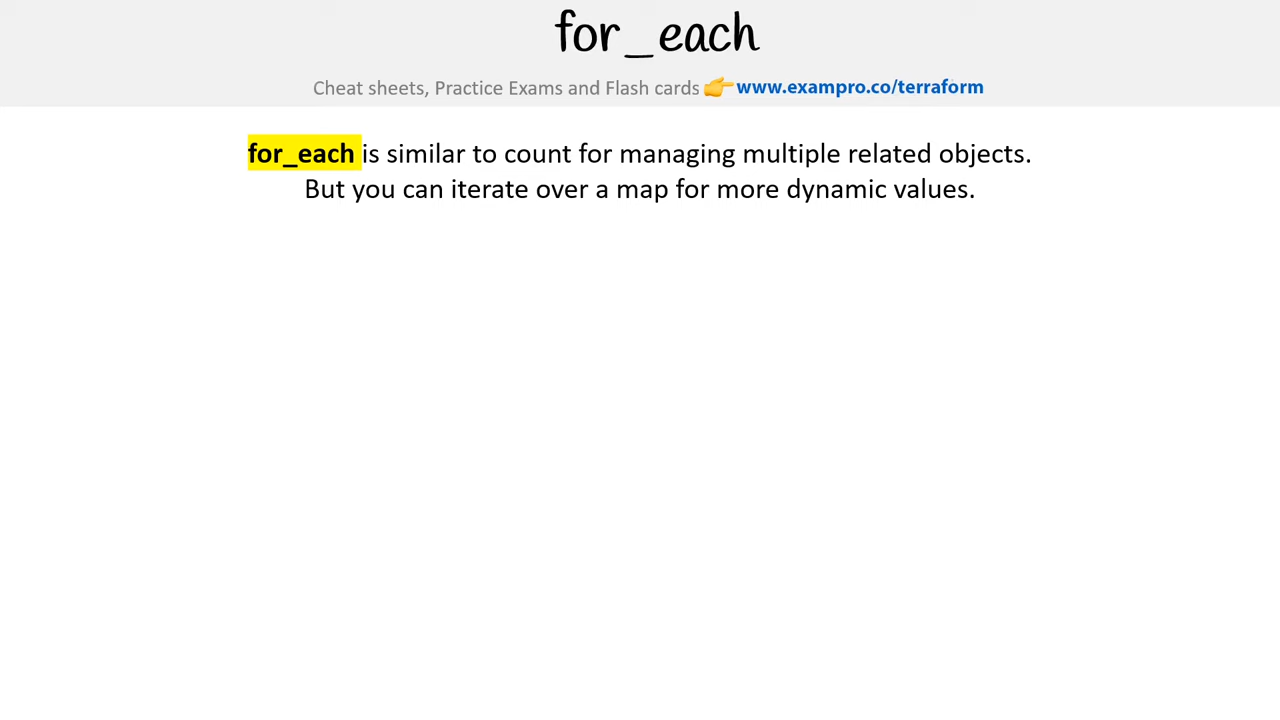 for_each
Cheat sheets, Practice Exams and Flash cards 👉 www.exampro.co/terraform
for_each is similar to count for managing multiple related objects.
But you can iterate over a map for more dynamic values.